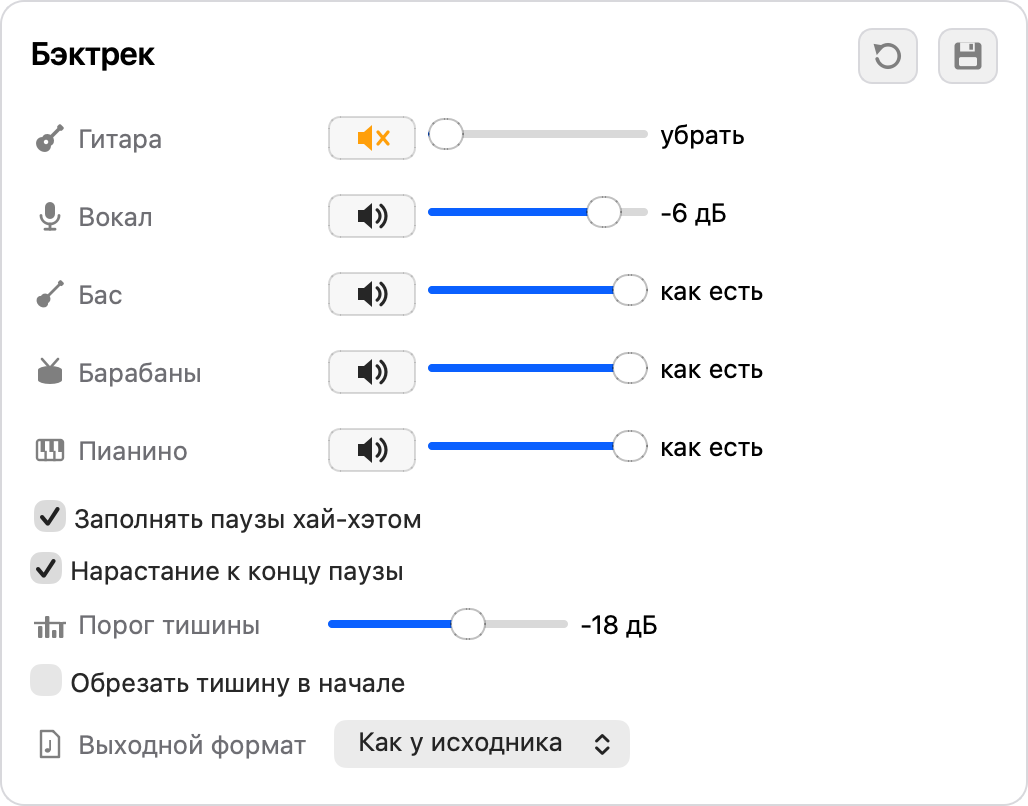 Бэктрек
Гитара убрать
Вокал -6 дБ
Бас как есть
Барабаны как есть
Пианино как есть
Заполнять паузы хай-хэтом
Нарастание к концу паузы
Порог тишины -18 дБ
Обрезать тишину в начале
Выходной формат Как у исходника